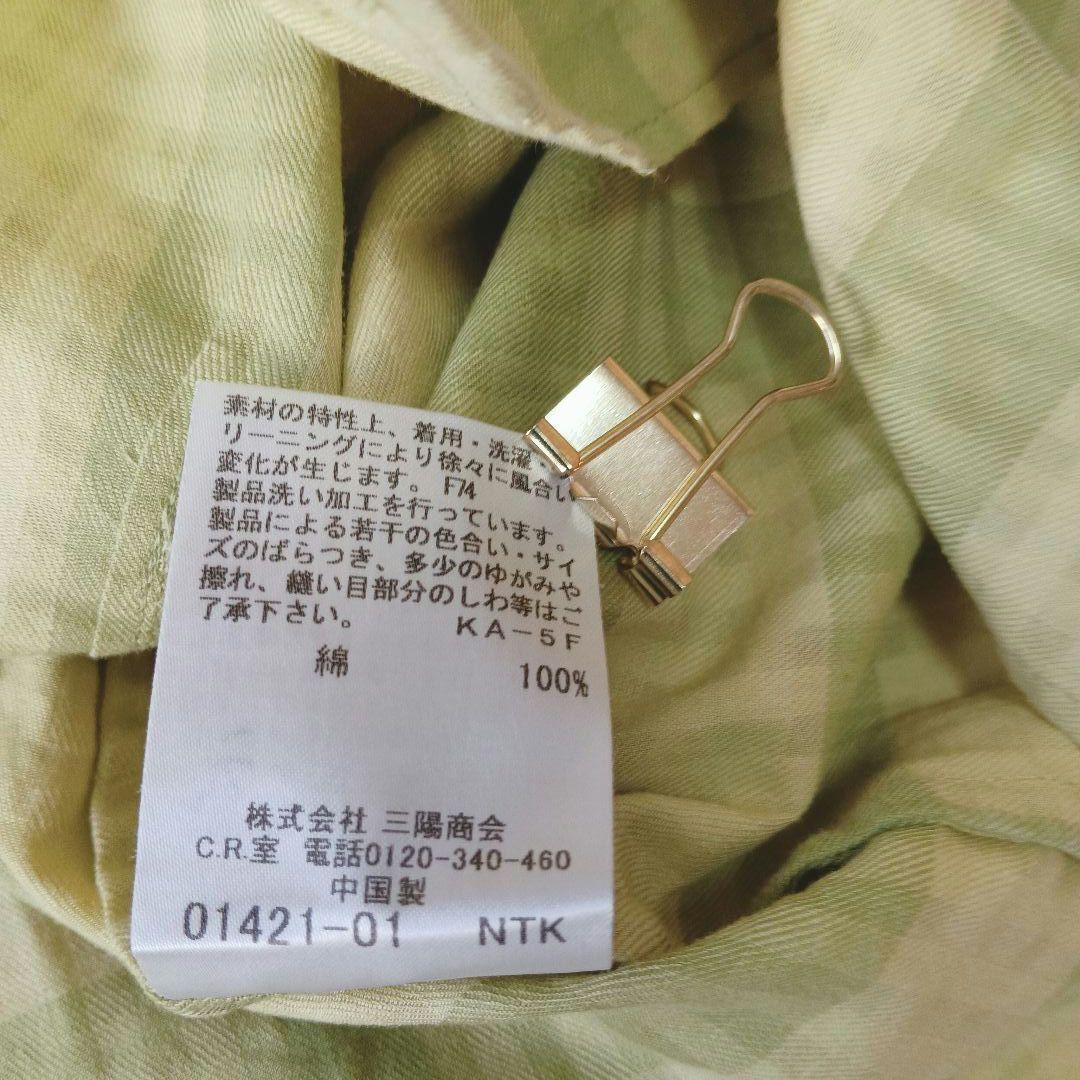 素材の特性上、着用・洗濯・
リーニングにより徐々に風合い
変化が生じます。 F74
製品洗い加工を行っています。
製品による若干の色合い・サイ
ズのばらつき、多少のゆがみや
擦れ、縫い目部分のしわ等はご
了承下さい。 KA-5F
綿 100%
株式会社 三陽商会
C.R.室 電話0120-340-460
中国製
01421-01 NTK